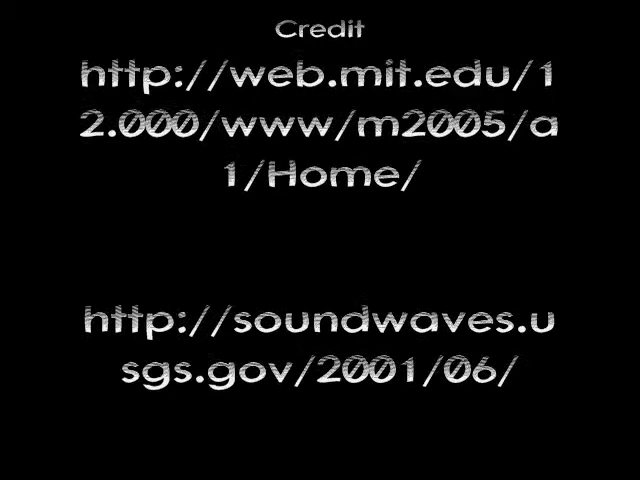 Credit
http://web.mit.edu/1
2.000/www/m2005/a
1/Home/
http://soundwaves.u
sgs.gov/2001/06/